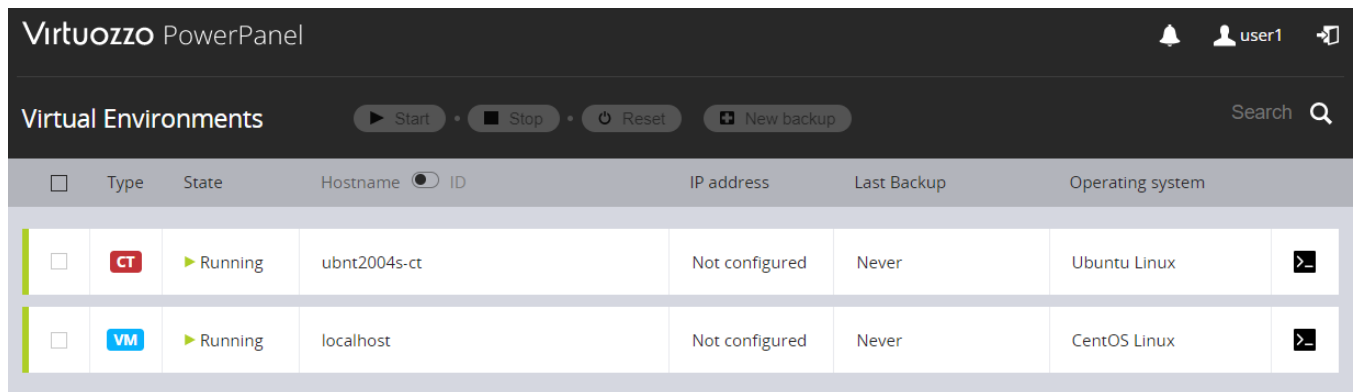 Virtuozzo PowerPanel user1
Virtual Environments Start Stop Reset New backup Search
Type State Hostname ID IP address Last Backup Operating system
CT Running ubnt2004s-ct Not configured Never Ubuntu Linux >_
VM Running localhost Not configured Never CentOS Linux >_